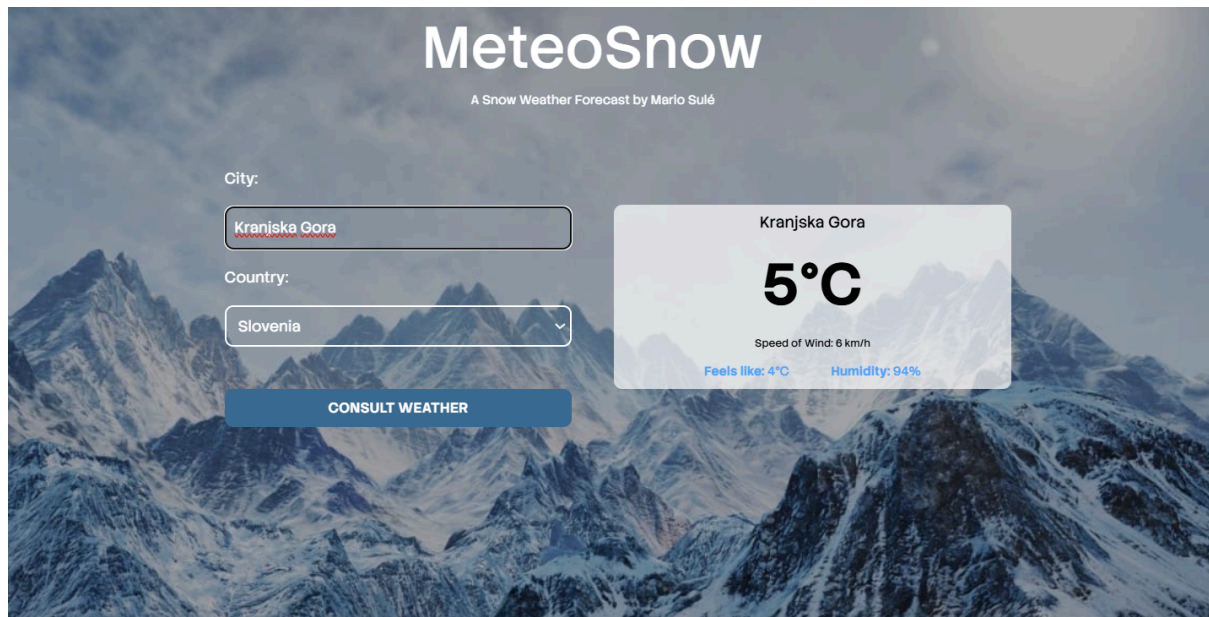 MeteoSnow
A Snow Weather Forecast by Mario Sulé
City:
Kranjska Gora
Country:
Slovenia
CONSULT WEATHER
Kranjska Gora
5°C
Speed of Wind: 6 km/h
Feels like: 4°C Humidity: 94%